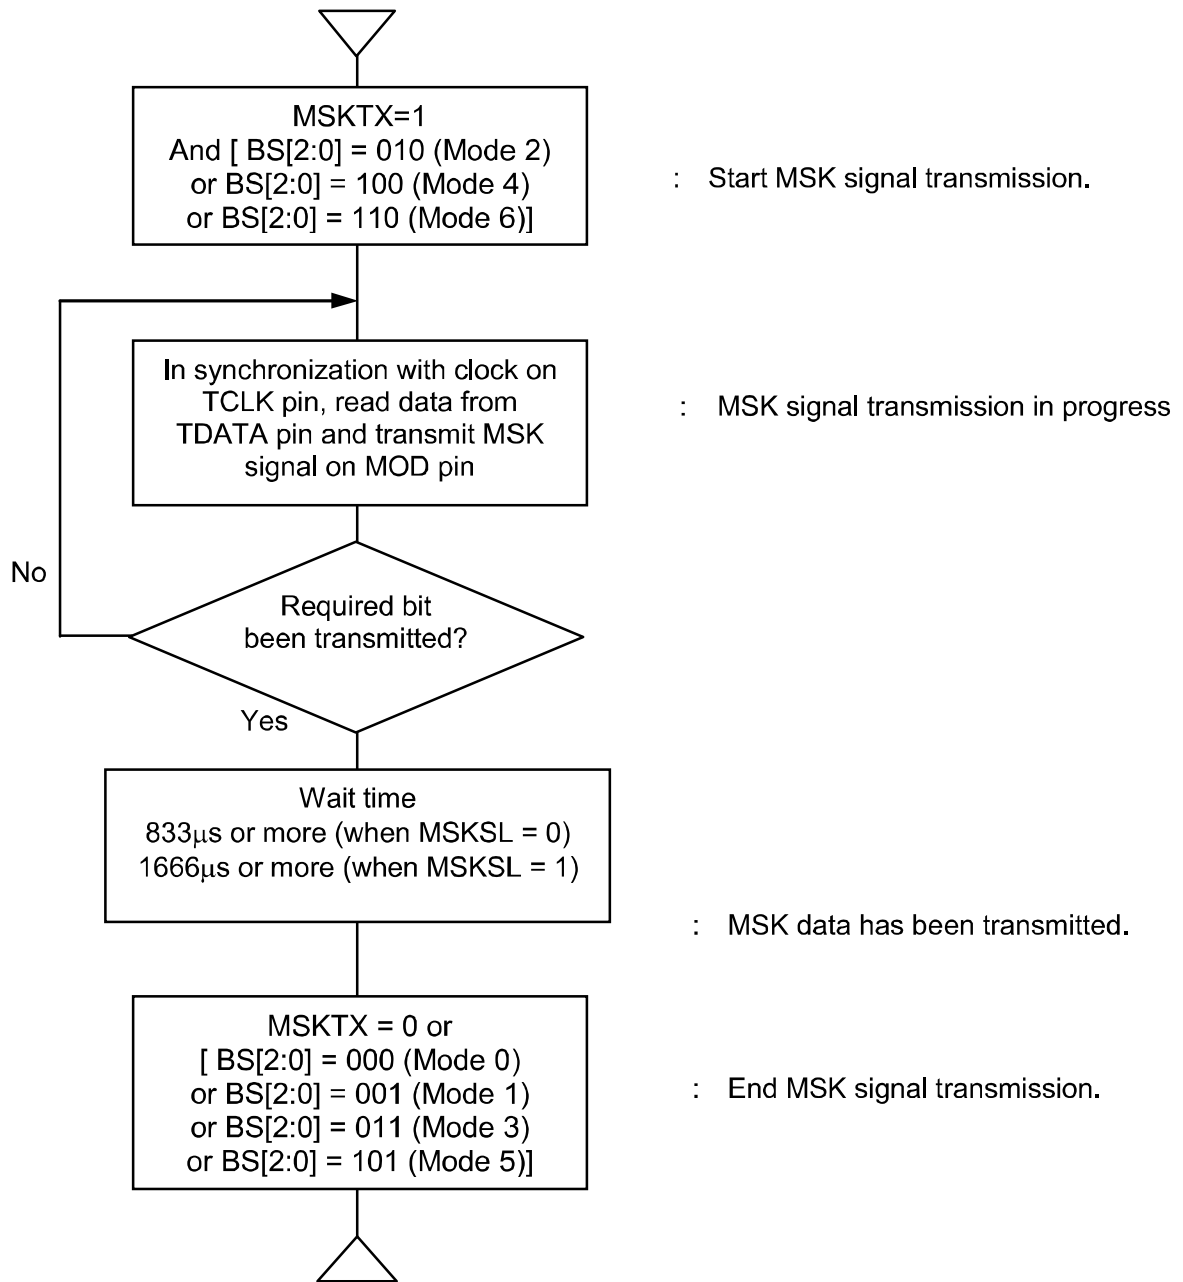 MSKTX=1
And [ BS[2:0] = 010 (Mode 2)
or BS[2:0] = 100 (Mode 4)
or BS[2:0] = 110 (Mode 6)]
: Start MSK signal transmission.
In synchronization with clock on
TCLK pin, read data from
TDATA pin and transmit MSK
signal on MOD pin
: MSK signal transmission in progress
No
Required bit
been transmitted?
Yes
Wait time
833μs or more (when MSKSL = 0)
1666μs or more (when MSKSL = 1)
: MSK data has been transmitted.
MSKTX = 0 or
[ BS[2:0] = 000 (Mode 0)
or BS[2:0] = 001 (Mode 1)
or BS[2:0] = 011 (Mode 3)
or BS[2:0] = 101 (Mode 5)]
: End MSK signal transmission.